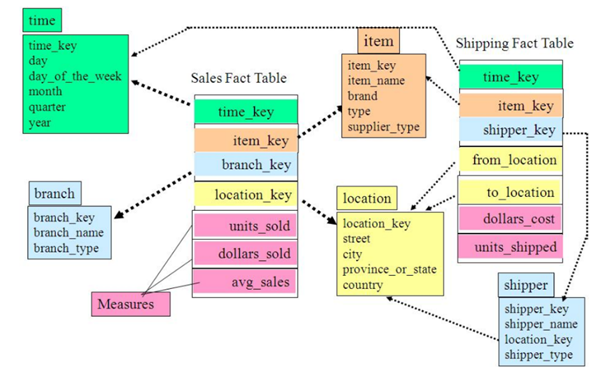 time
time_key
day
day_of_the_week
month
quarter
year
Sales Fact Table
time_key
item_key
branch_key
location_key
units_sold
dollars_sold
avg_sales
Measures
branch
branch_key
branch_name
branch_type
item
item_key
item_name
brand
type
supplier_type
location
location_key
street
city
province_or_state
country
Shipping Fact Table
time_key
item_key
shipper_key
from_location
to_location
dollars_cost
units_shipped
shipper
shipper_key
shipper_name
location_key
shipper_type